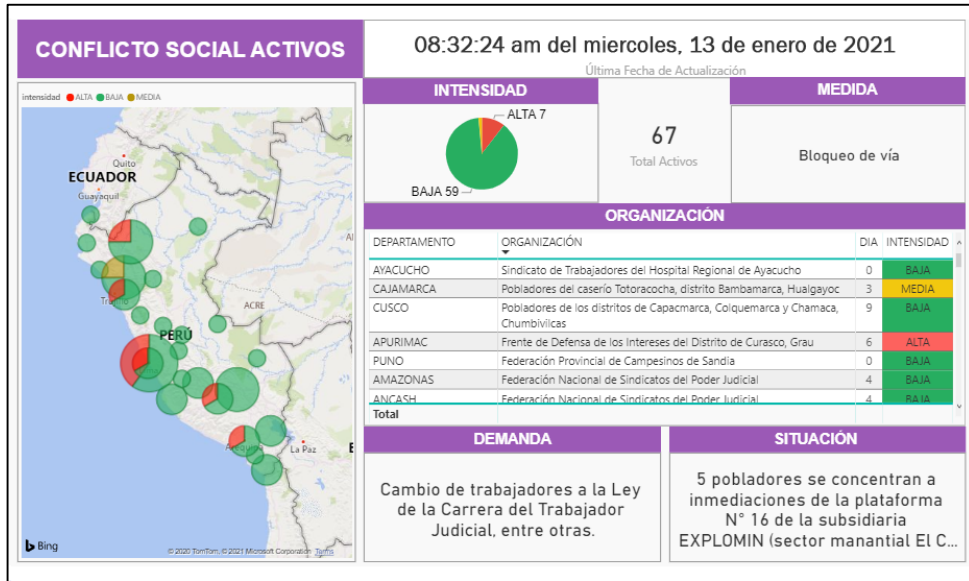 CONFLICTO SOCIAL ACTIVOS
08:32:24 am del miercoles, 13 de enero de 2021
Última Fecha de Actualización
intensidad ALTA BAJA MEDIA
Quito
ECUADOR
Guayaquil
ACRE
PERÚ
La Paz
Bing
© 2020 TomTom, © 2021 Microsoft Corporation Terms
INTENSIDAD
ALTA 7
BAJA 59
67
Total Activos
MEDIDA
Bloqueo de vía
ORGANIZACIÓN
DEPARTAMENTO ORGANIZACIÓN DIA INTENSIDAD
AYACUCHO Sindicato de Trabajadores del Hospital Regional de Ayacucho 0 BAJA
CAJAMARCA Pobladores del caserío Totoracocha, distrito Bambamarca, Hualgayoc 3 MEDIA
CUSCO Pobladores de los distritos de Capacmarca, Colquemarca y Chamaca, 9 BAJA
Chumbivilcas
APURIMAC Frente de Defensa de los Intereses del Distrito de Curasco, Grau 6 ALTA
PUNO Federación Provincial de Campesinos de Sandia 0 BAJA
AMAZONAS Federación Nacional de Sindicatos del Poder Judicial 4 BAJA
ANCASH Federación Nacional de Sindicatos del Poder Judicial 4 BAJA
Total
DEMANDA
Cambio de trabajadores a la Ley
de la Carrera del Trabajador
Judicial, entre otras.
SITUACIÓN
5 pobladores se concentran a
inmediaciones de la plataforma
N° 16 de la subsidiaria
EXPLOMIN (sector manantial El C...